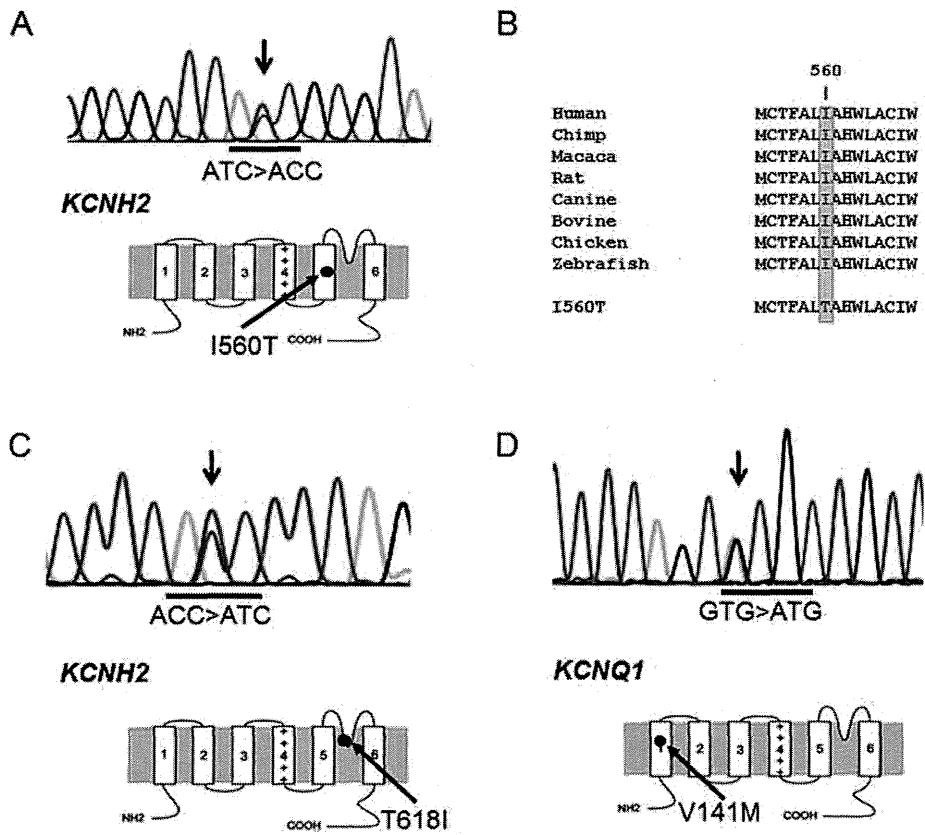 A
ATC>ACC
KCNH2
1 2 3 4 6
++++
NH2
COOH
I560T
B
560
Human MCTFALIAHWLACIW
Chimp MCTFALIAHWLACIW
Macaca MCTFALIAHWLACIW
Rat MCTFALIAHWLACIW
Canine MCTFALIAHWLACIW
Bovine MCTFALIAHWLACIW
Chicken MCTFALIAHWLACIW
Zebrafish MCTFALIAHWLACIW
I560T MCTFALTAHWLACIW
C
ACC>ATC
KCNH2
1 2 3 4 5 6
++++
NH2
COOH
T618I
D
GTG>ATG
KCNQ1
1 2 3 4 5 6
++++
NH2
COOH
V141M